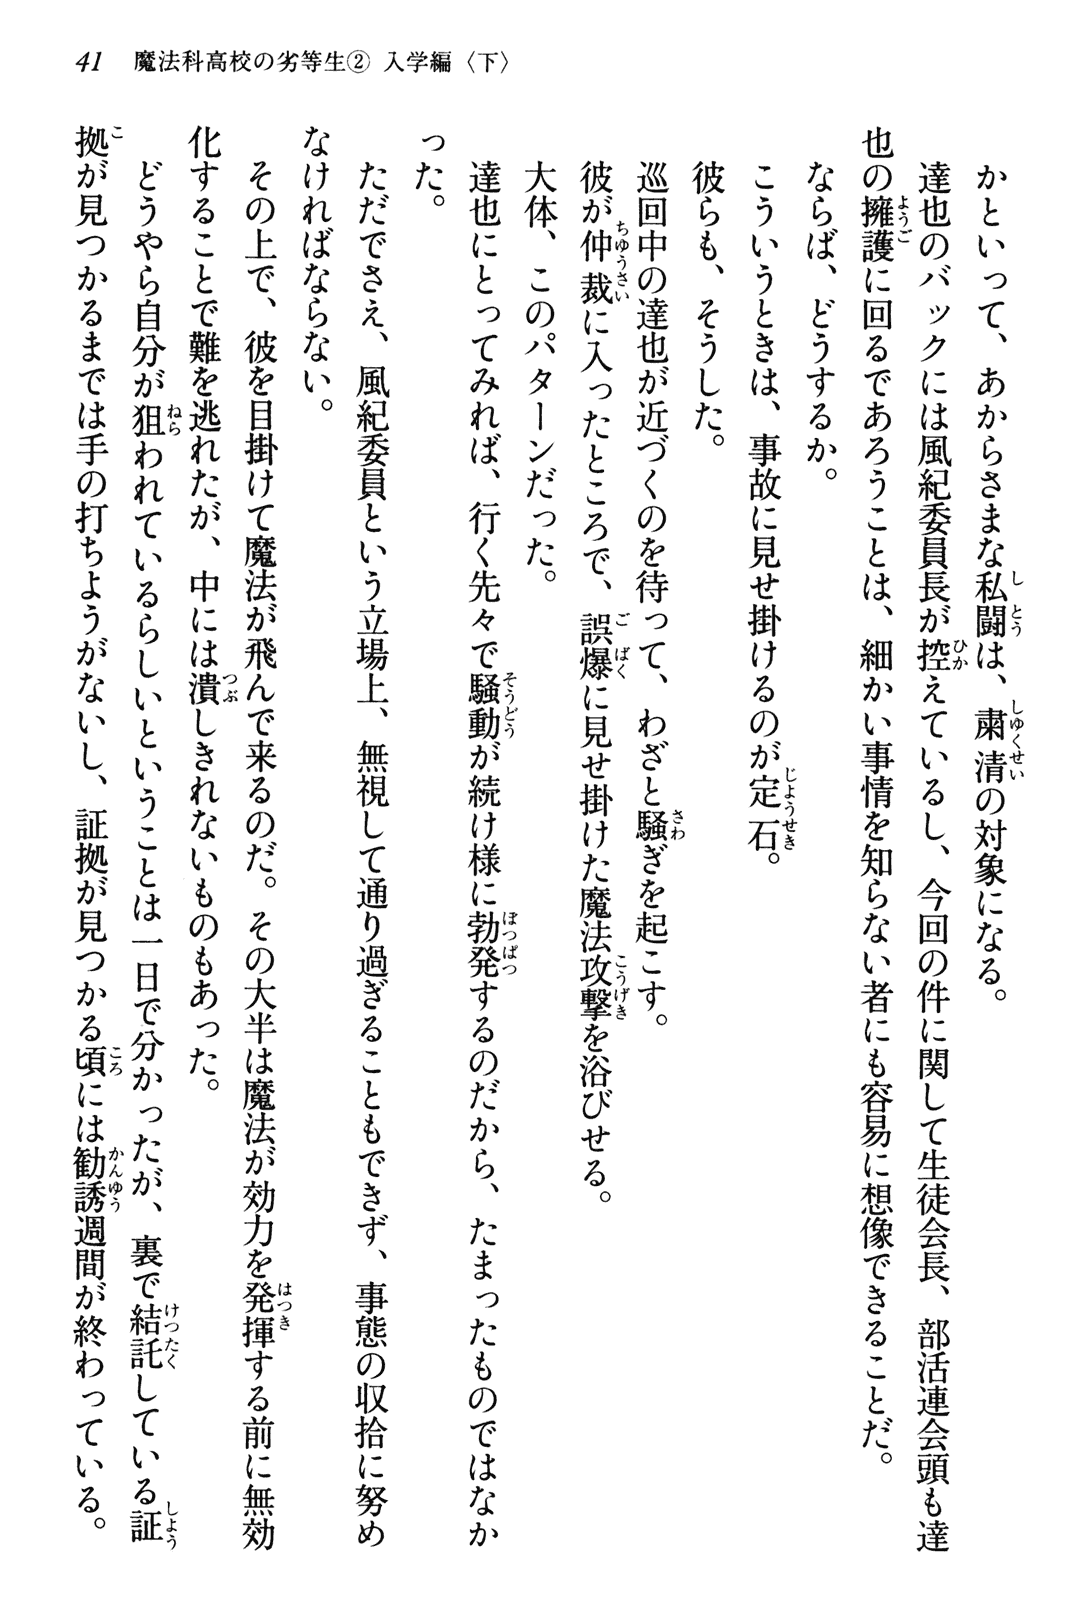 41 魔法科高校の劣等生② 入学編〈下〉
かといって、あからさまな私闘は、粛清の対象になる。
達也のバックには風紀委員長が控えているし、今回の件に関して生徒会長、部活連会頭も達
也の擁護に回るであろうことは、細かい事情を知らない者にも容易に想像できることだ。
ならば、どうするか。
こういうときは、事故に見せ掛けるのが定石。
彼らも、そうした。
巡回中の達也が近づくのを待って、わざと騒ぎを起こす。
彼が仲裁に入ったところで、誤爆に見せ掛けた魔法攻撃を浴びせる。
大体、このパターンだった。
達也にとってみれば、行く先々で騒動が続け様に勃発するのだから、たまったものではなか
った。
ただでさえ、風紀委員という立場上、無視して通り過ぎることもできず、事態の収拾に努め
なければならない。
その上で、彼を目掛けて魔法が飛んで来るのだ。その大半は魔法が効力を発揮する前に無効
化することで難を逃れたが、中には潰しきれないものもあった。
どうやら自分が狙われているらしいということは一日で分かったが、裏で結託している証
拠が見つかるまでは手の打ちようがないし、証拠が見つかる頃には勧誘週間が終わっている。